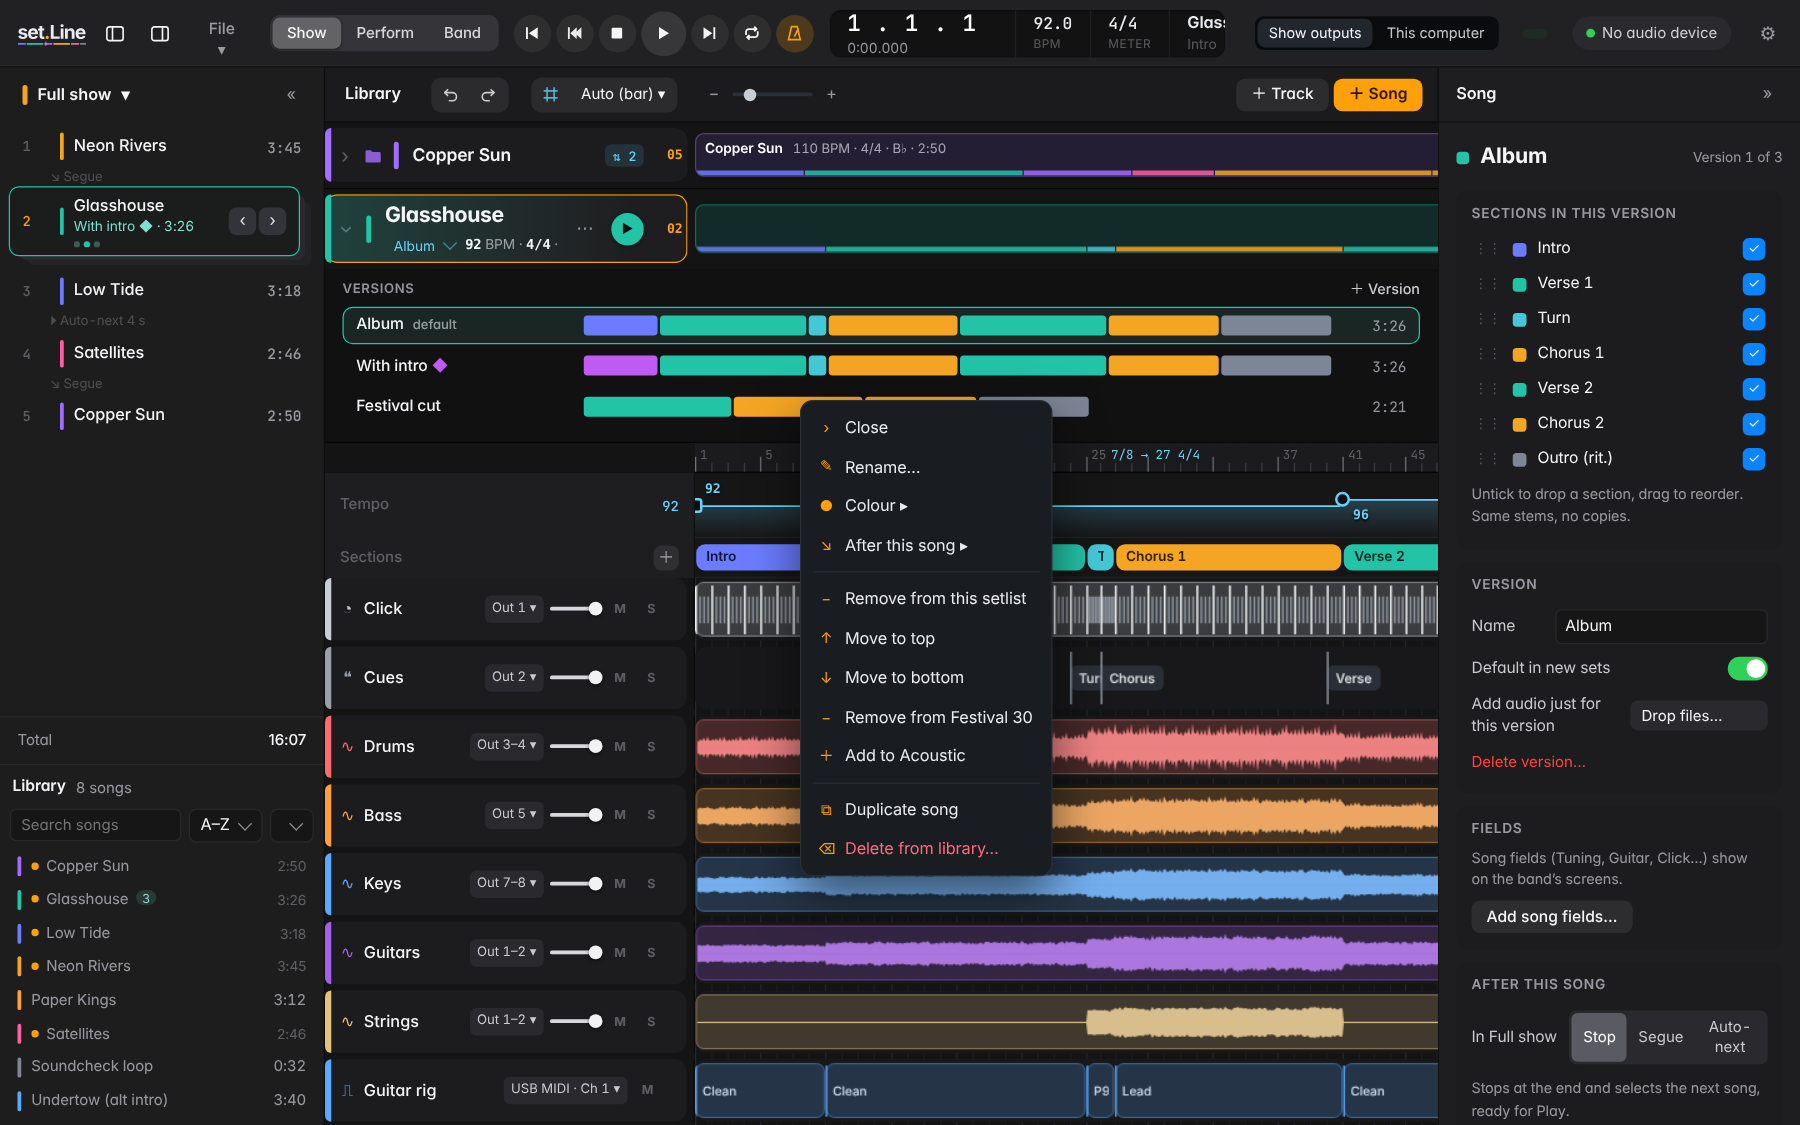 set.Line
File
▾
Show
Perform
Band
1 . 1 . 1
0:00.000
92.0
BPM
4/4
METER
Intro
Show outputs
This computer
No audio device
Full show ▾
«
1
Neon Rivers
3:45
↘ Segue
2
Glasshouse
With intro ◆ · 3:26
‹
›
3
Low Tide
3:18
Auto-next 4 s
4
Satellites
2:46
↘ Segue
5
Copper Sun
2:50
Total
16:07
Library
8 songs
Search songs
A–Z
Copper Sun
2:50
Glasshouse
3
3:26
Low Tide
3:18
Neon Rivers
3:45
Paper Kings
3:12
Satellites
2:46
Soundcheck loop
0:32
Undertow (alt intro)
3:40
Library
Auto (bar) ▾
−
+
+ Track
+ Song
Copper Sun
⇅ 2
05
Copper Sun
110 BPM · 4/4 · B♭ · 2:50
Glasshouse
Album
92 BPM · 4/4 ·
···
02
VERSIONS
+ Version
Album
default
3:26
With intro ◆
3:26
Festival cut
2:21
1
5
25
7/8 → 27 4/4
37
41
45
Tempo
92
92
96
Sections
+
Intro
T
Chorus 1
Verse 2
Click
Out 1 ▾
M
S
Cues
Out 2 ▾
M
S
Chorus
Verse
Drums
Out 3–4 ▾
M
S
Bass
Out 5 ▾
M
S
Keys
Out 7–8 ▾
M
S
Guitars
Out 1–2 ▾
M
S
Strings
Out 1–2 ▾
M
S
Guitar rig
USB MIDI · Ch 1 ▾
M
Clean
Clean
Lead
Clean
Close
Rename...
Colour ▸
After this song ▸
Remove from this setlist
Move to top
Move to bottom
Remove from Festival 30
Add to Acoustic
Duplicate song
Delete from library...
Song
»
Album
Version 1 of 3
SECTIONS IN THIS VERSION
Intro
Verse 1
Turn
Chorus 1
Verse 2
Chorus 2
Outro (rit.)
Untick to drop a section, drag to reorder.
Same stems, no copies.
VERSION
Name
Album
Default in new sets
Add audio just for
this version
Drop files...
Delete version...
FIELDS
Song fields (Tuning, Guitar, Click...) show
on the band's screens.
Add song fields...
AFTER THIS SONG
In Full show
Stop
Segue
Auto-
next
Stops at the end and selects the next song,
ready for Play.